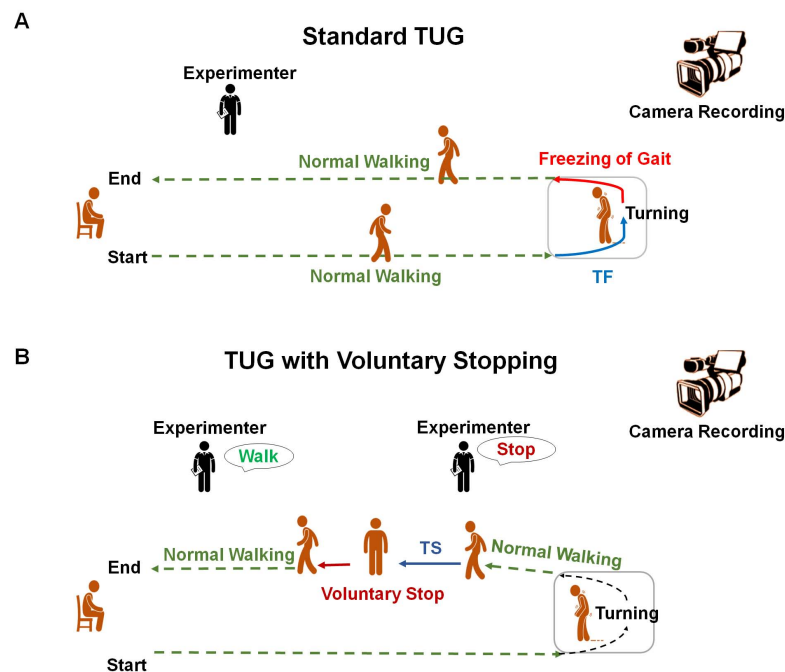 A
Standard TUG
Experimenter
Camera Recording
Normal Walking
Freezing of Gait
End
Turning
Start
Normal Walking
TF
B
TUG with Voluntary Stopping
Experimenter
Experimenter
Camera Recording
Walk
Stop
Normal Walking
TS
Normal Walking
End
Voluntary Stop
Turning
Start